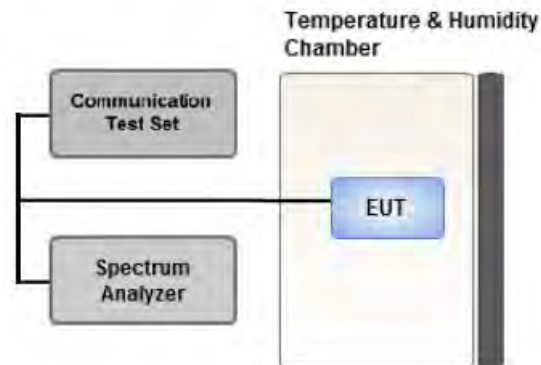 Temperature & Humidity
Chamber
Communication
Test Set
EUT
Spectrum
Analyzer